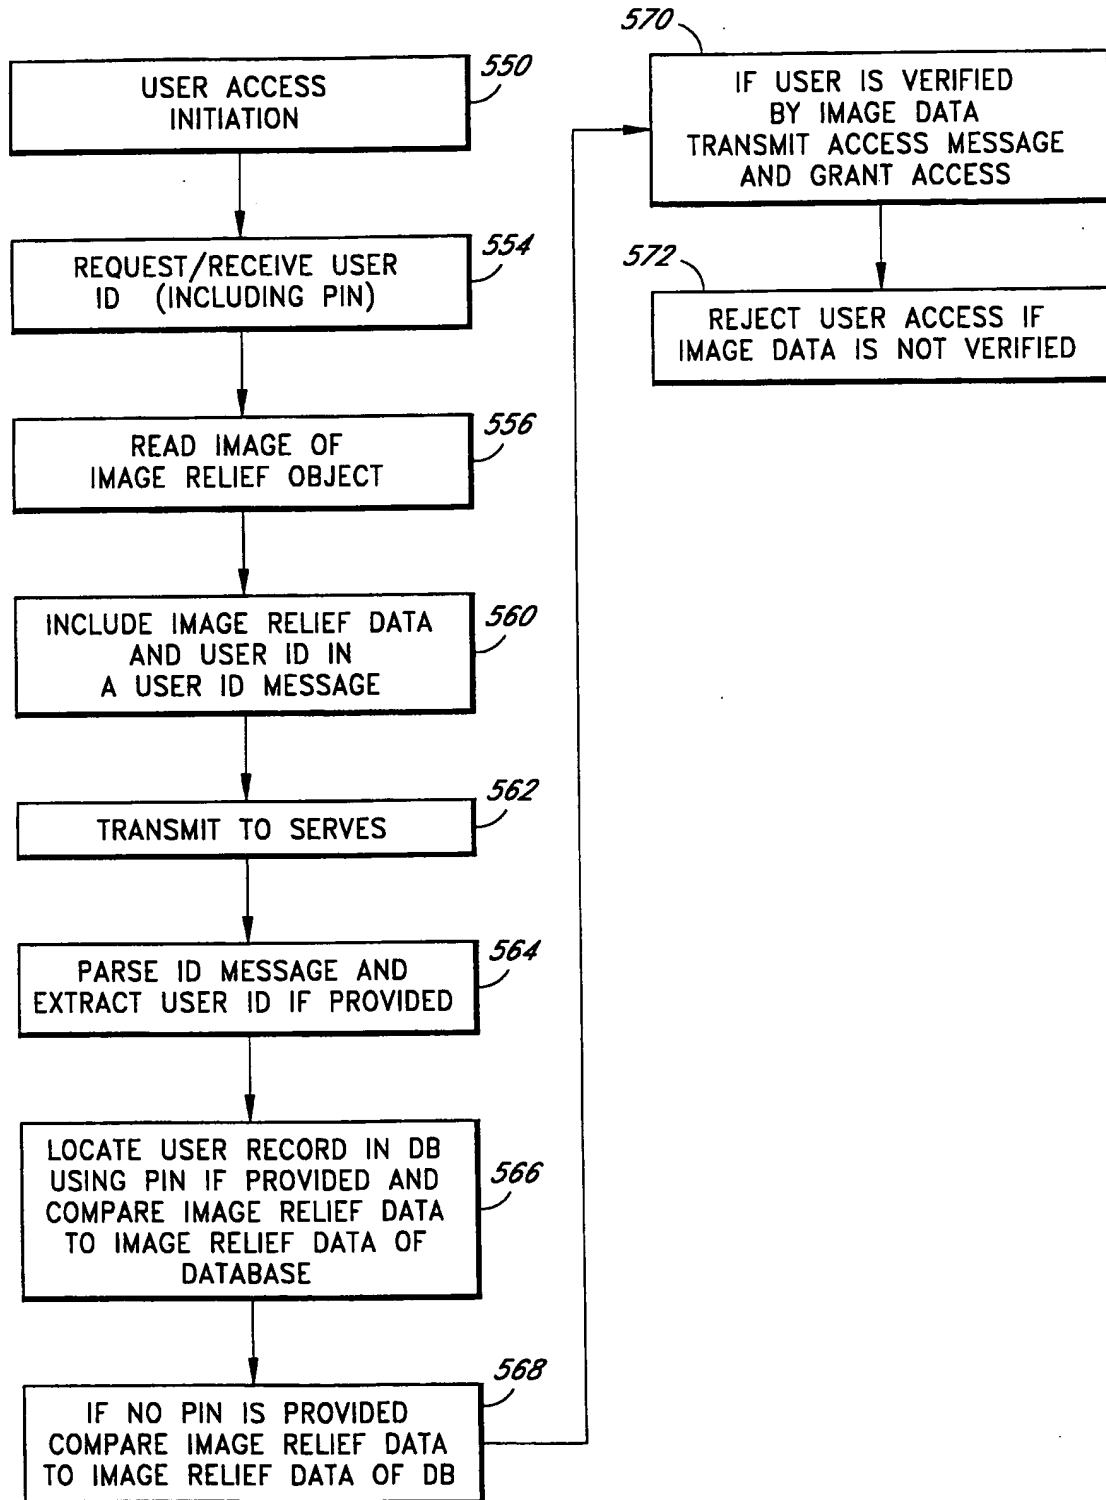 550
USER ACCESS
INITIATION
554
REQUEST/RECEIVE USER
ID (INCLUDING PIN)
556
READ IMAGE OF
IMAGE RELIEF OBJECT
560
INCLUDE IMAGE RELIEF DATA
AND USER ID IN
A USER ID MESSAGE
562
TRANSMIT TO SERVES
564
PARSE ID MESSAGE AND
EXTRACT USER ID IF PROVIDED
566
LOCATE USER RECORD IN DB
USING PIN IF PROVIDED AND
COMPARE IMAGE RELIEF DATA
TO IMAGE RELIEF DATA OF
DATABASE
568
IF NO PIN IS PROVIDED
COMPARE IMAGE RELIEF DATA
TO IMAGE RELIEF DATA OF DB
570
IF USER IS VERIFIED
BY IMAGE DATA
TRANSMIT ACCESS MESSAGE
AND GRANT ACCESS
572
REJECT USER ACCESS IF
IMAGE DATA IS NOT VERIFIED